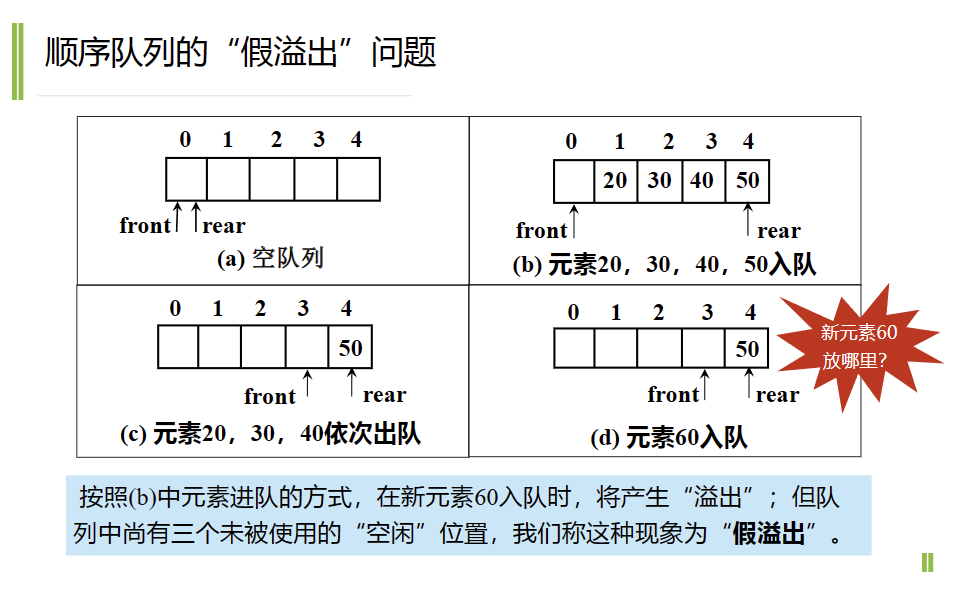 顺序队列的“假溢出”问题
0 1 2 3 4
front rear
(a) 空队列
0 1 2 3 4
20 30 40 50
front rear
(b) 元素20，30，40，50入队
0 1 2 3 4
50
front rear
(c) 元素20，30，40依次出队
0 1 2 3 4
50
front rear
(d) 元素60入队
新元素60
放哪里?
按照(b)中元素进队的方式，在新元素60入队时，将产生“溢出”；但队
列中尚有三个未被使用的“空闲”位置，我们称这种现象为“假溢出”。